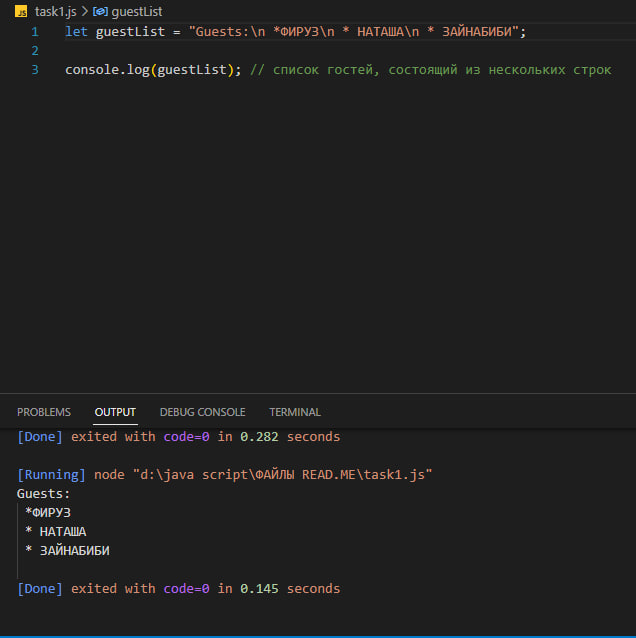 JS task1.js > guestList
1 let guestList = "Guests:\n *ФИРУЗ\n * НАТАША\n * ЗАЙНАБИБИ";
2
3 console.log(guestList); // список гостей, состоящий из нескольких строк
PROBLEMS OUTPUT DEBUG CONSOLE TERMINAL
[Done] exited with code=0 in 0.282 seconds
[Running] node "d:\java script\ФАЙЛЫ READ.ME\task1.js"
Guests:
*ФИРУЗ
* НАТАША
* ЗАЙНАБИБИ
[Done] exited with code=0 in 0.145 seconds